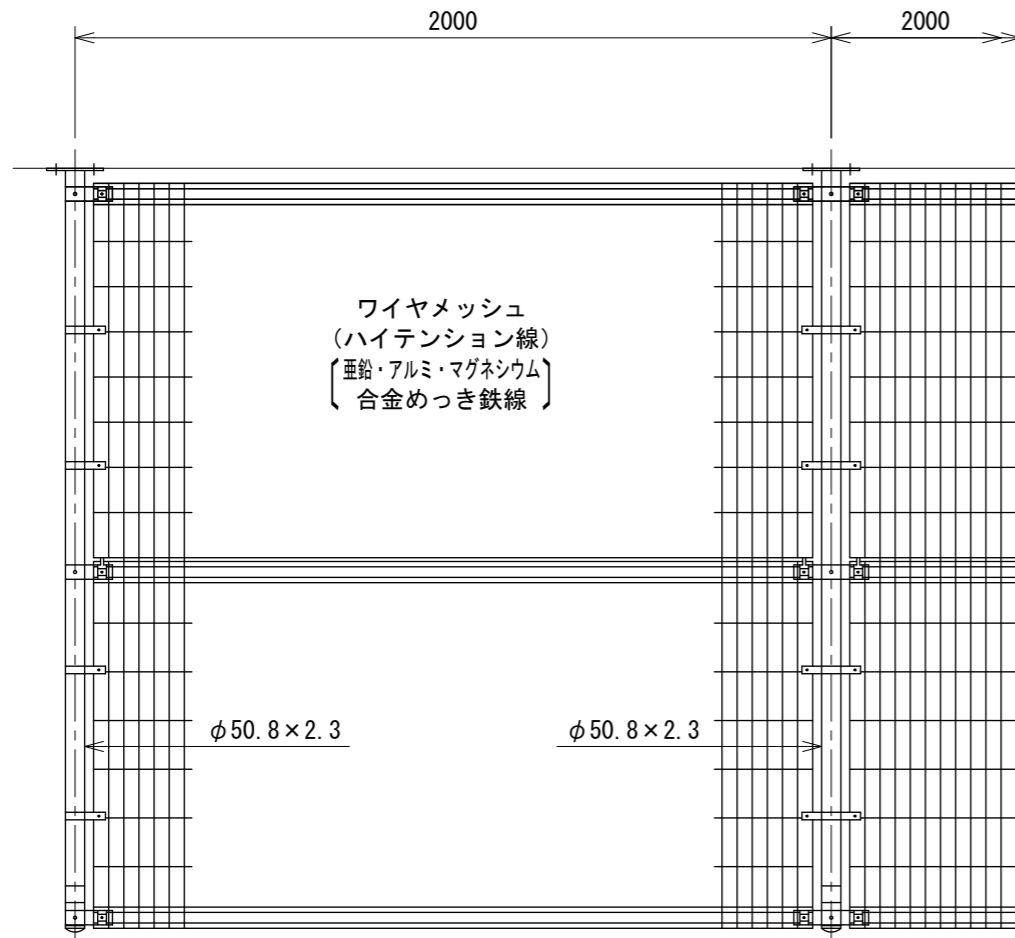 2000
2000
ワイヤメッシュ
(ハイテンション線)
亜鉛・アルミ・マグネシウム
合金めっき鉄線
φ50.8×2.3
φ50.8×2.3